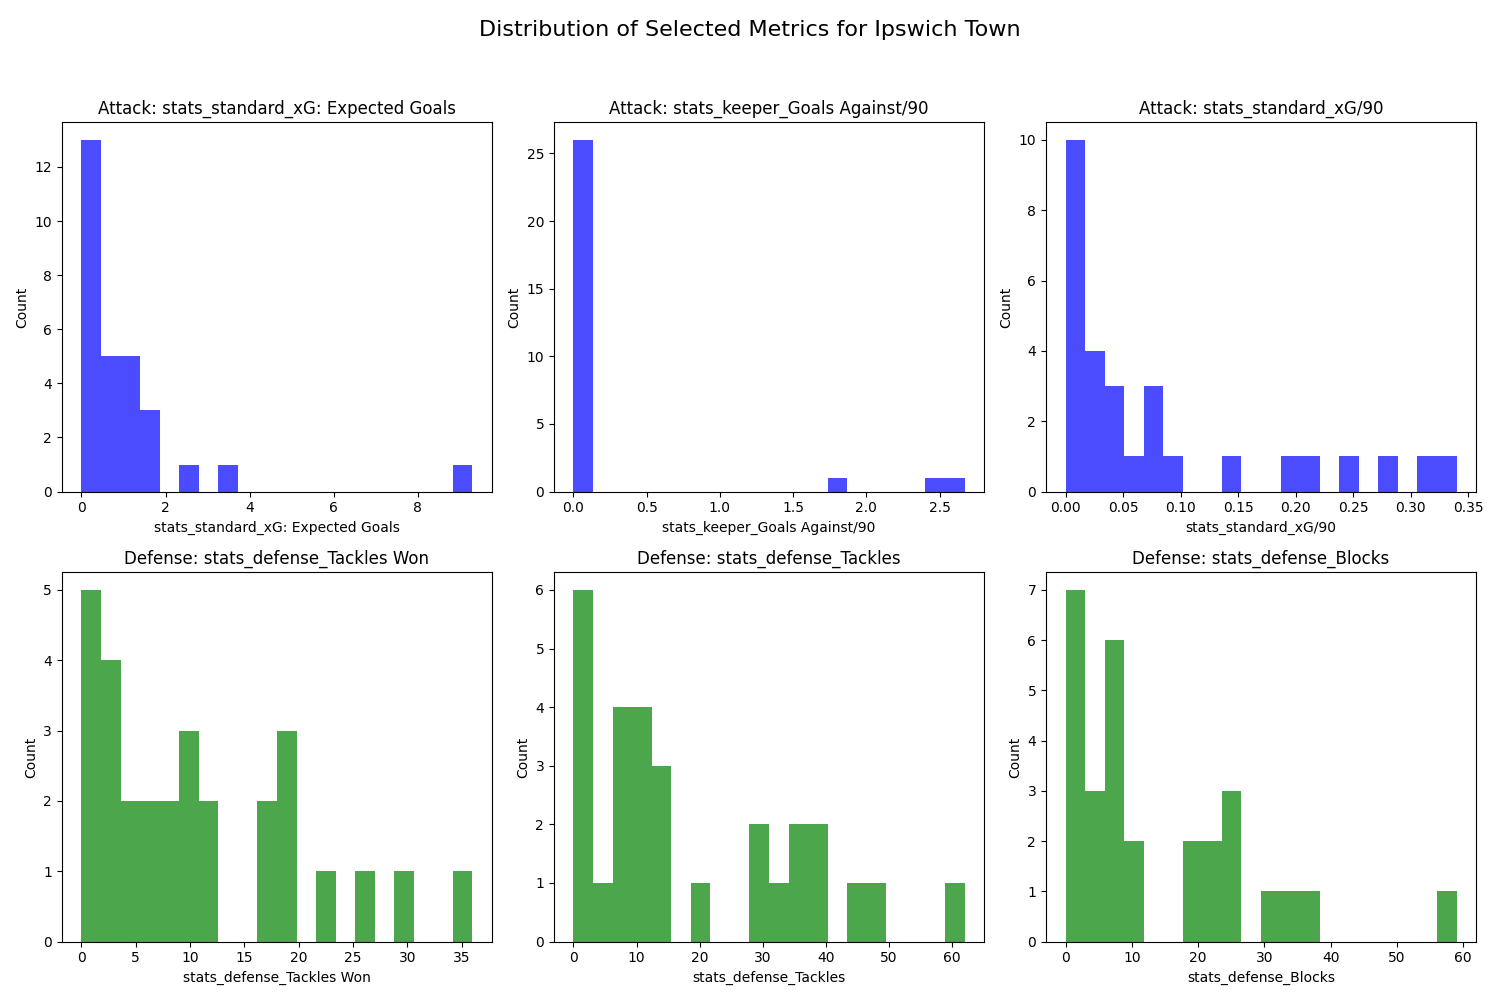 Distribution of Selected Metrics for Ipswich Town
Attack: stats_standard_xG: Expected Goals
Count
12
10
8
6
4
2
0
0 2 4 6 8
stats_standard_xG: Expected Goals
Attack: stats_keeper_Goals Against/90
Count
25
20
15
10
5
0
0.0 0.5 1.0 1.5 2.0 2.5
stats_keeper_Goals Against/90
Attack: stats_standard_xG/90
Count
10
8
6
4
2
0
0.00 0.05 0.10 0.15 0.20 0.25 0.30 0.35
stats_standard_xG/90
Defense: stats_defense_Tackles Won
Count
5
4
3
2
1
0
0 5 10 15 20 25 30 35
stats_defense_Tackles Won
Defense: stats_defense_Tackles
Count
6
5
4
3
2
1
0
0 10 20 30 40 50 60
stats_defense_Tackles
Defense: stats_defense_Blocks
Count
7
6
5
4
3
2
1
0
0 10 20 30 40 50 60
stats_defense_Blocks